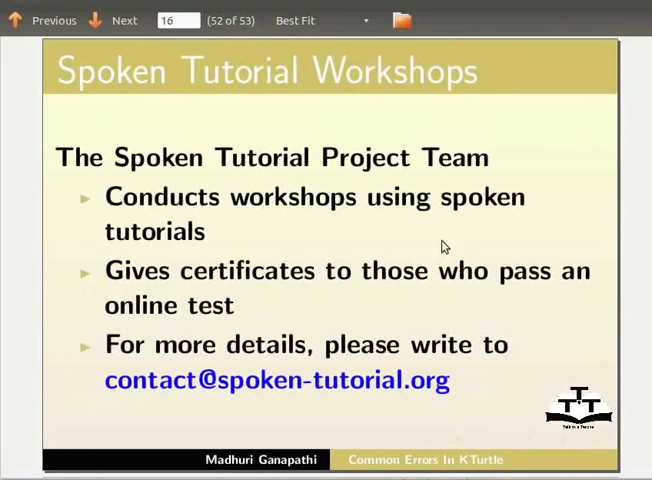 Previous Next 16 (52 of 53) Best Fit
Spoken Tutorial Workshops
The Spoken Tutorial Project Team
Conducts workshops using spoken
tutorials
Gives certificates to those who pass an
online test
For more details, please write to
contact@spoken-tutorial.org
Madhuri Ganapathi Common Errors In KTurtle